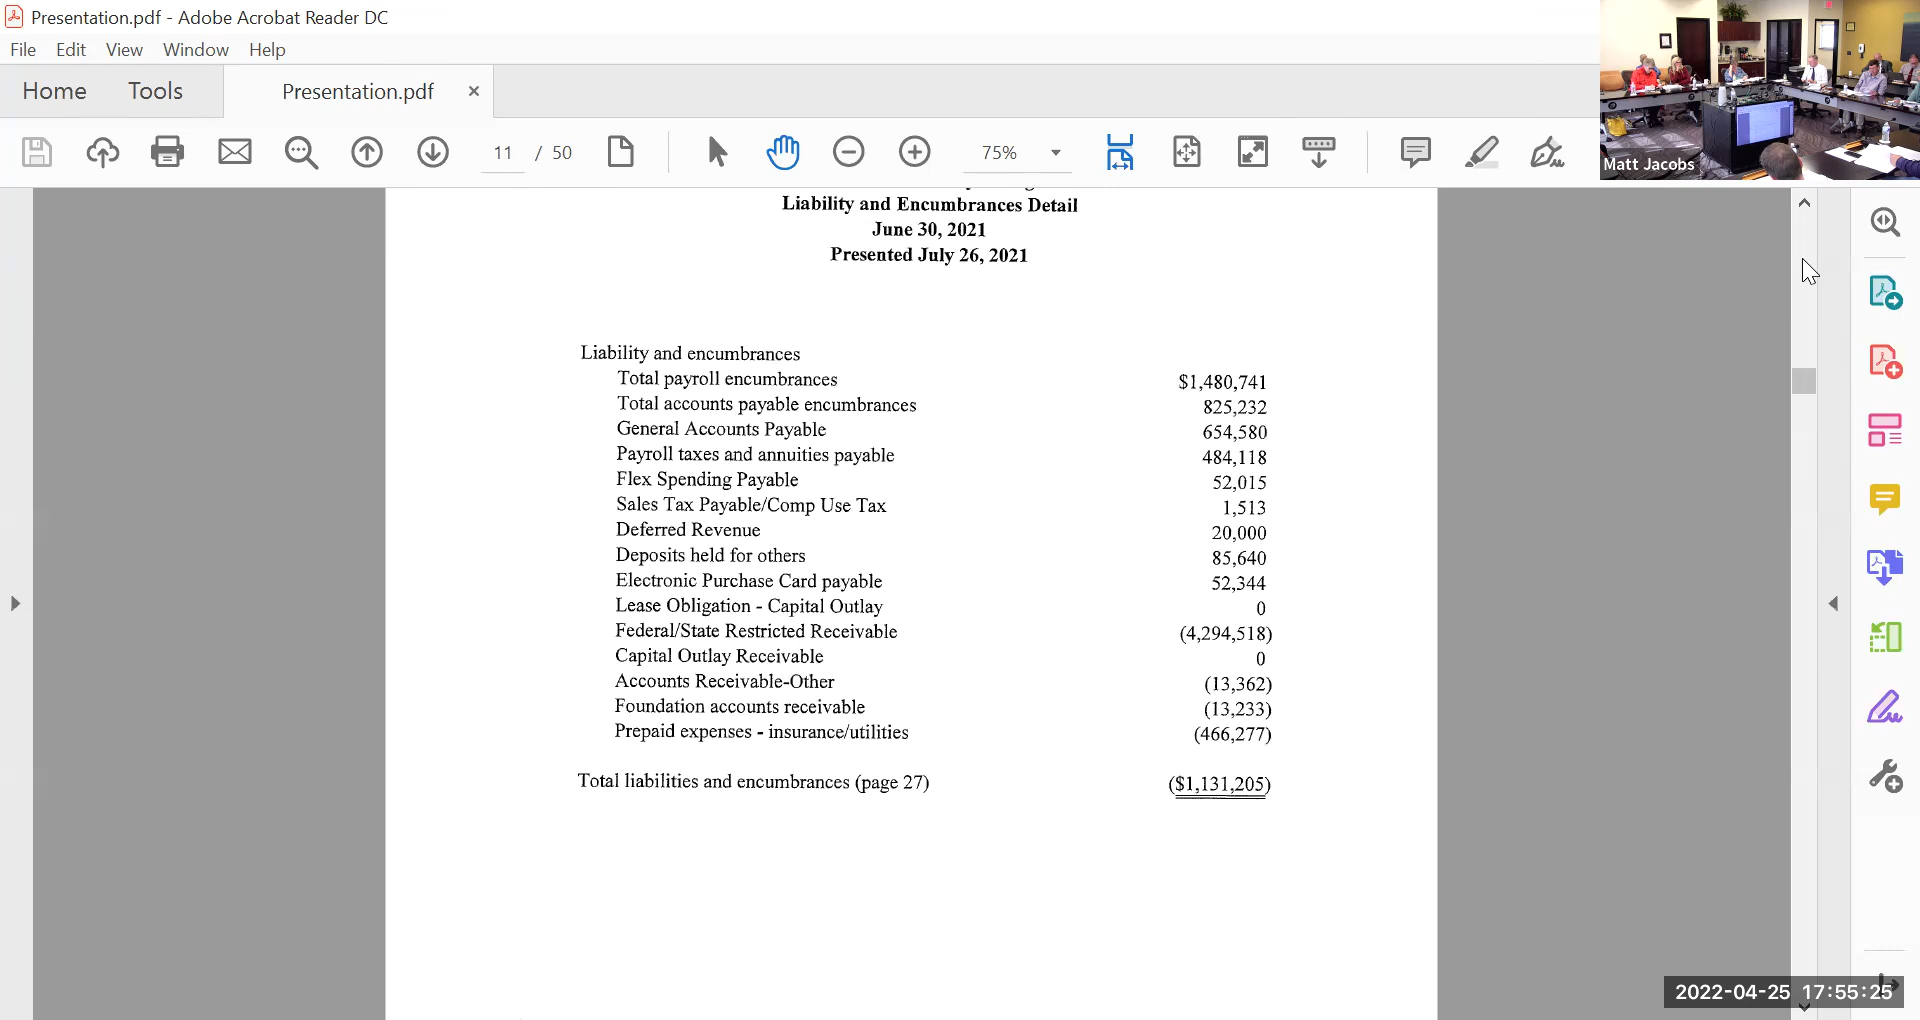 Presentation.pdf - Adobe Acrobat Reader DC
File Edit View Window Help
Home Tools Presentation.pdf ×
11 / 50 75%
Matt Jacobs
Liability and Encumbrances Detail
June 30, 2021
Presented July 26, 2021
Liability and encumbrances
Total payroll encumbrances $1,480,741
Total accounts payable encumbrances 825,232
General Accounts Payable 654,580
Payroll taxes and annuities payable 484,118
Flex Spending Payable 52,015
Sales Tax Payable/Comp Use Tax 1,513
Deferred Revenue 20,000
Deposits held for others 85,640
Electronic Purchase Card payable 52,344
Lease Obligation - Capital Outlay 0
Federal/State Restricted Receivable (4,294,518)
Capital Outlay Receivable 0
Accounts Receivable-Other (13,362)
Foundation accounts receivable (13,233)
Prepaid expenses - insurance/utilities (466,277)
Total liabilities and encumbrances (page 27) ($1,131,205)
2022-04-25 17:55:25